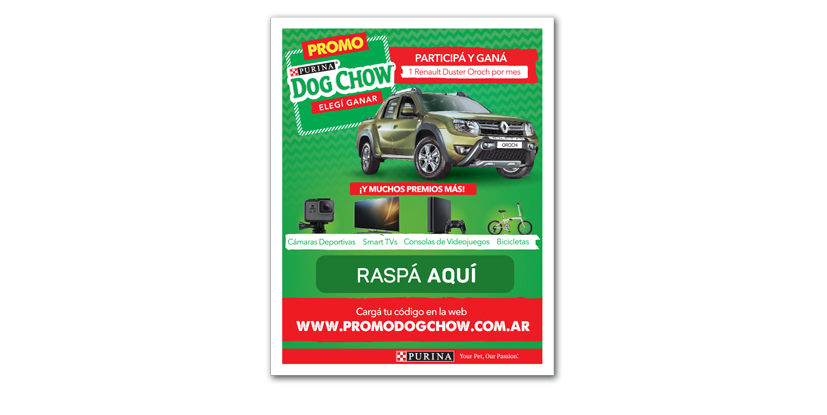 PROMO
PURINA
DOG CHOW
ELEGÍ GANAR
PARTICIPÁ Y GANÁ
1 Renault Duster Oroch por mes
OROCH
¡Y MUCHOS PREMIOS MÁS!
Cámaras Deportivas Smart TVs Consolas de Videojuegos Bicicletas
RASPÁ AQUÍ
Cargá tu código en la web
WWW.PROMODOGCHOW.COM.AR
PURINA Your Pet, Our Passion.